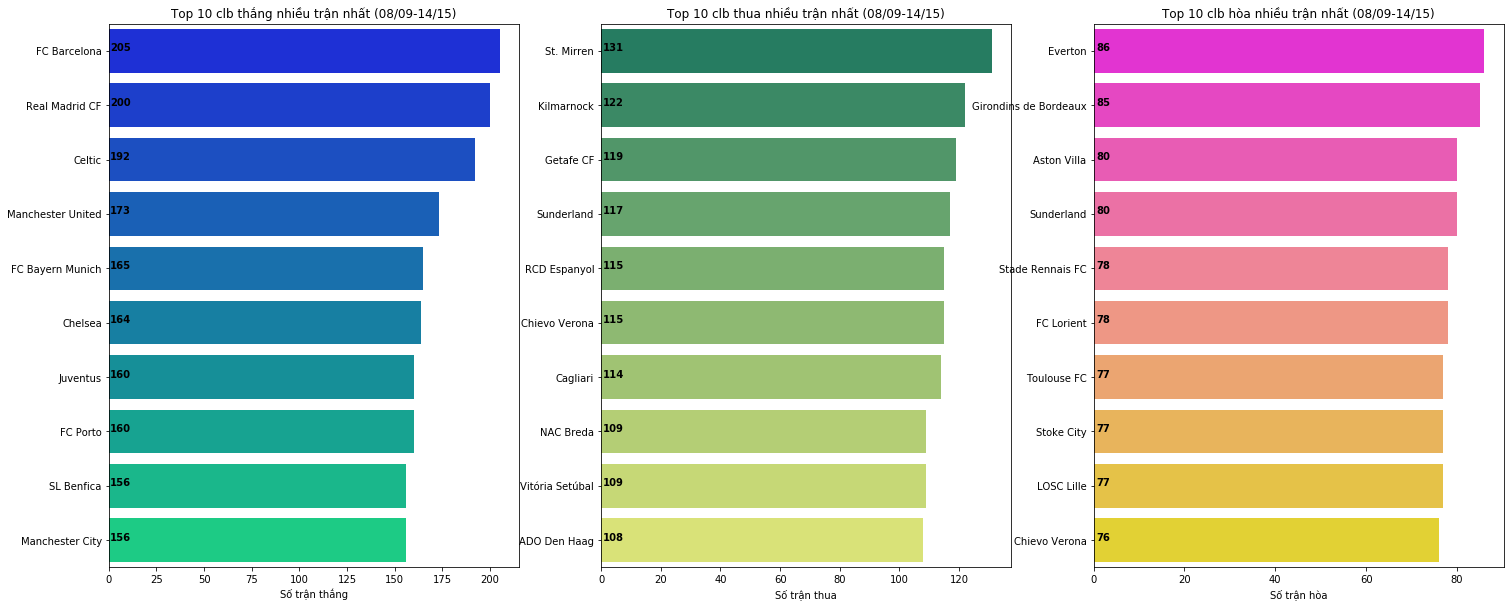 Top 10 clb thắng nhiều trận nhất (08/09-14/15)
FC Barcelona 205
Real Madrid CF 200
Celtic 192
Manchester United 173
FC Bayern Munich 165
Chelsea 164
Juventus 160
FC Porto 160
SL Benfica 156
Manchester City 156
0 25 50 75 100 125 150 175 200
Số trận thắng
Top 10 clb thua nhiều trận nhất (08/09-14/15)
St. Mirren 131
Kilmarnock 122
Getafe CF 119
Sunderland 117
RCD Espanyol 115
Chievo Verona 115
Cagliari 114
NAC Breda 109
Vitória Setúbal 109
ADO Den Haag 108
0 20 40 60 80 100 120
Số trận thua
Top 10 clb hòa nhiều trận nhất (08/09-14/15)
Everton 86
Girondins de Bordeaux 85
Aston Villa 80
Sunderland 80
Stade Rennais FC 78
FC Lorient 78
Toulouse FC 77
Stoke City 77
LOSC Lille 77
Chievo Verona 76
0 20 40 60 80
Số trận hòa